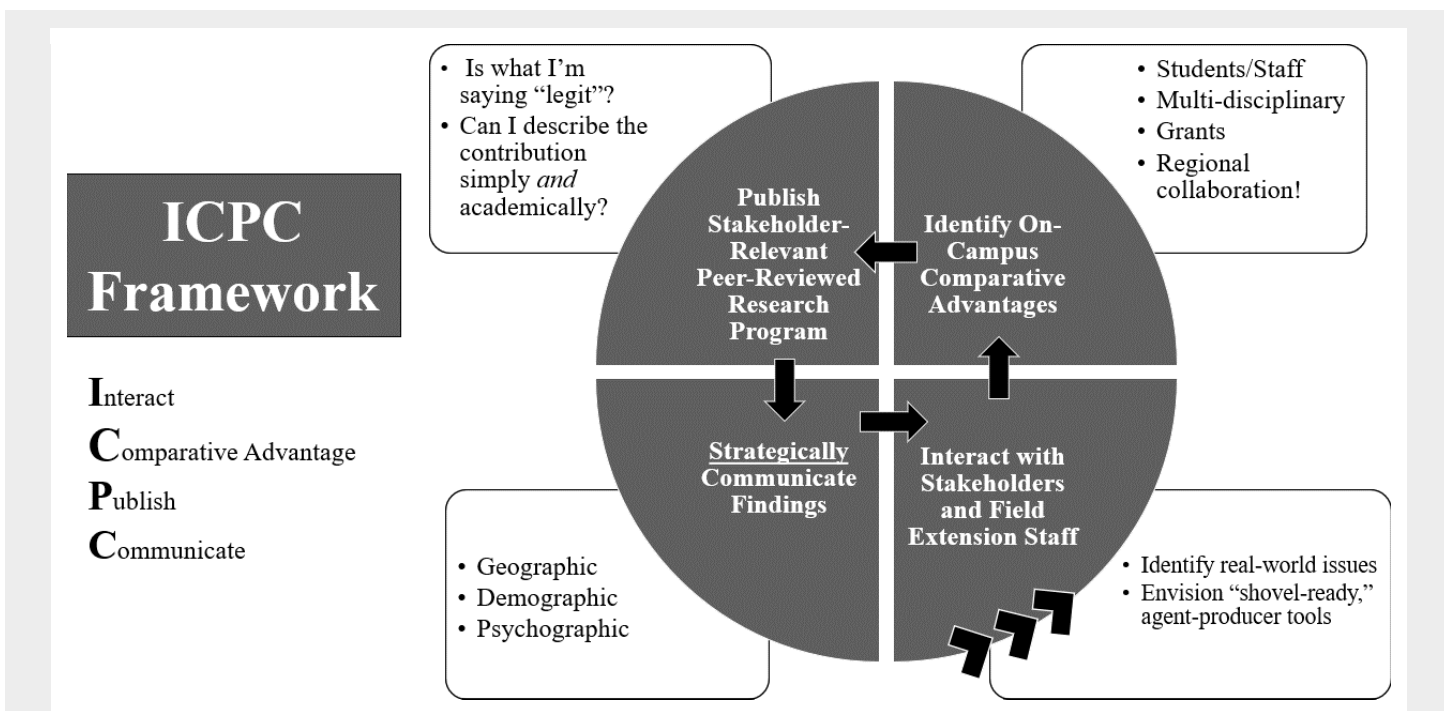 ICPC
Framework
Interact
Comparative Advantage
Publish
Communicate
• Is what I'm
saying “legit”?
• Can I describe the
contribution
simply and
academically?
Publish
Stakeholder-
Relevant
Peer-Reviewed
Research
Program
Identify On-
Campus
Comparative
Advantages
• Students/Staff
• Multi-disciplinary
• Grants
• Regional
collaboration!
• Geographic
• Demographic
• Psychographic
Strategically
Communicate
Findings
Interact with
Stakeholders
and Field
Extension Staff
• Identify real-world issues
• Envision “shovel-ready,”
agent-producer tools